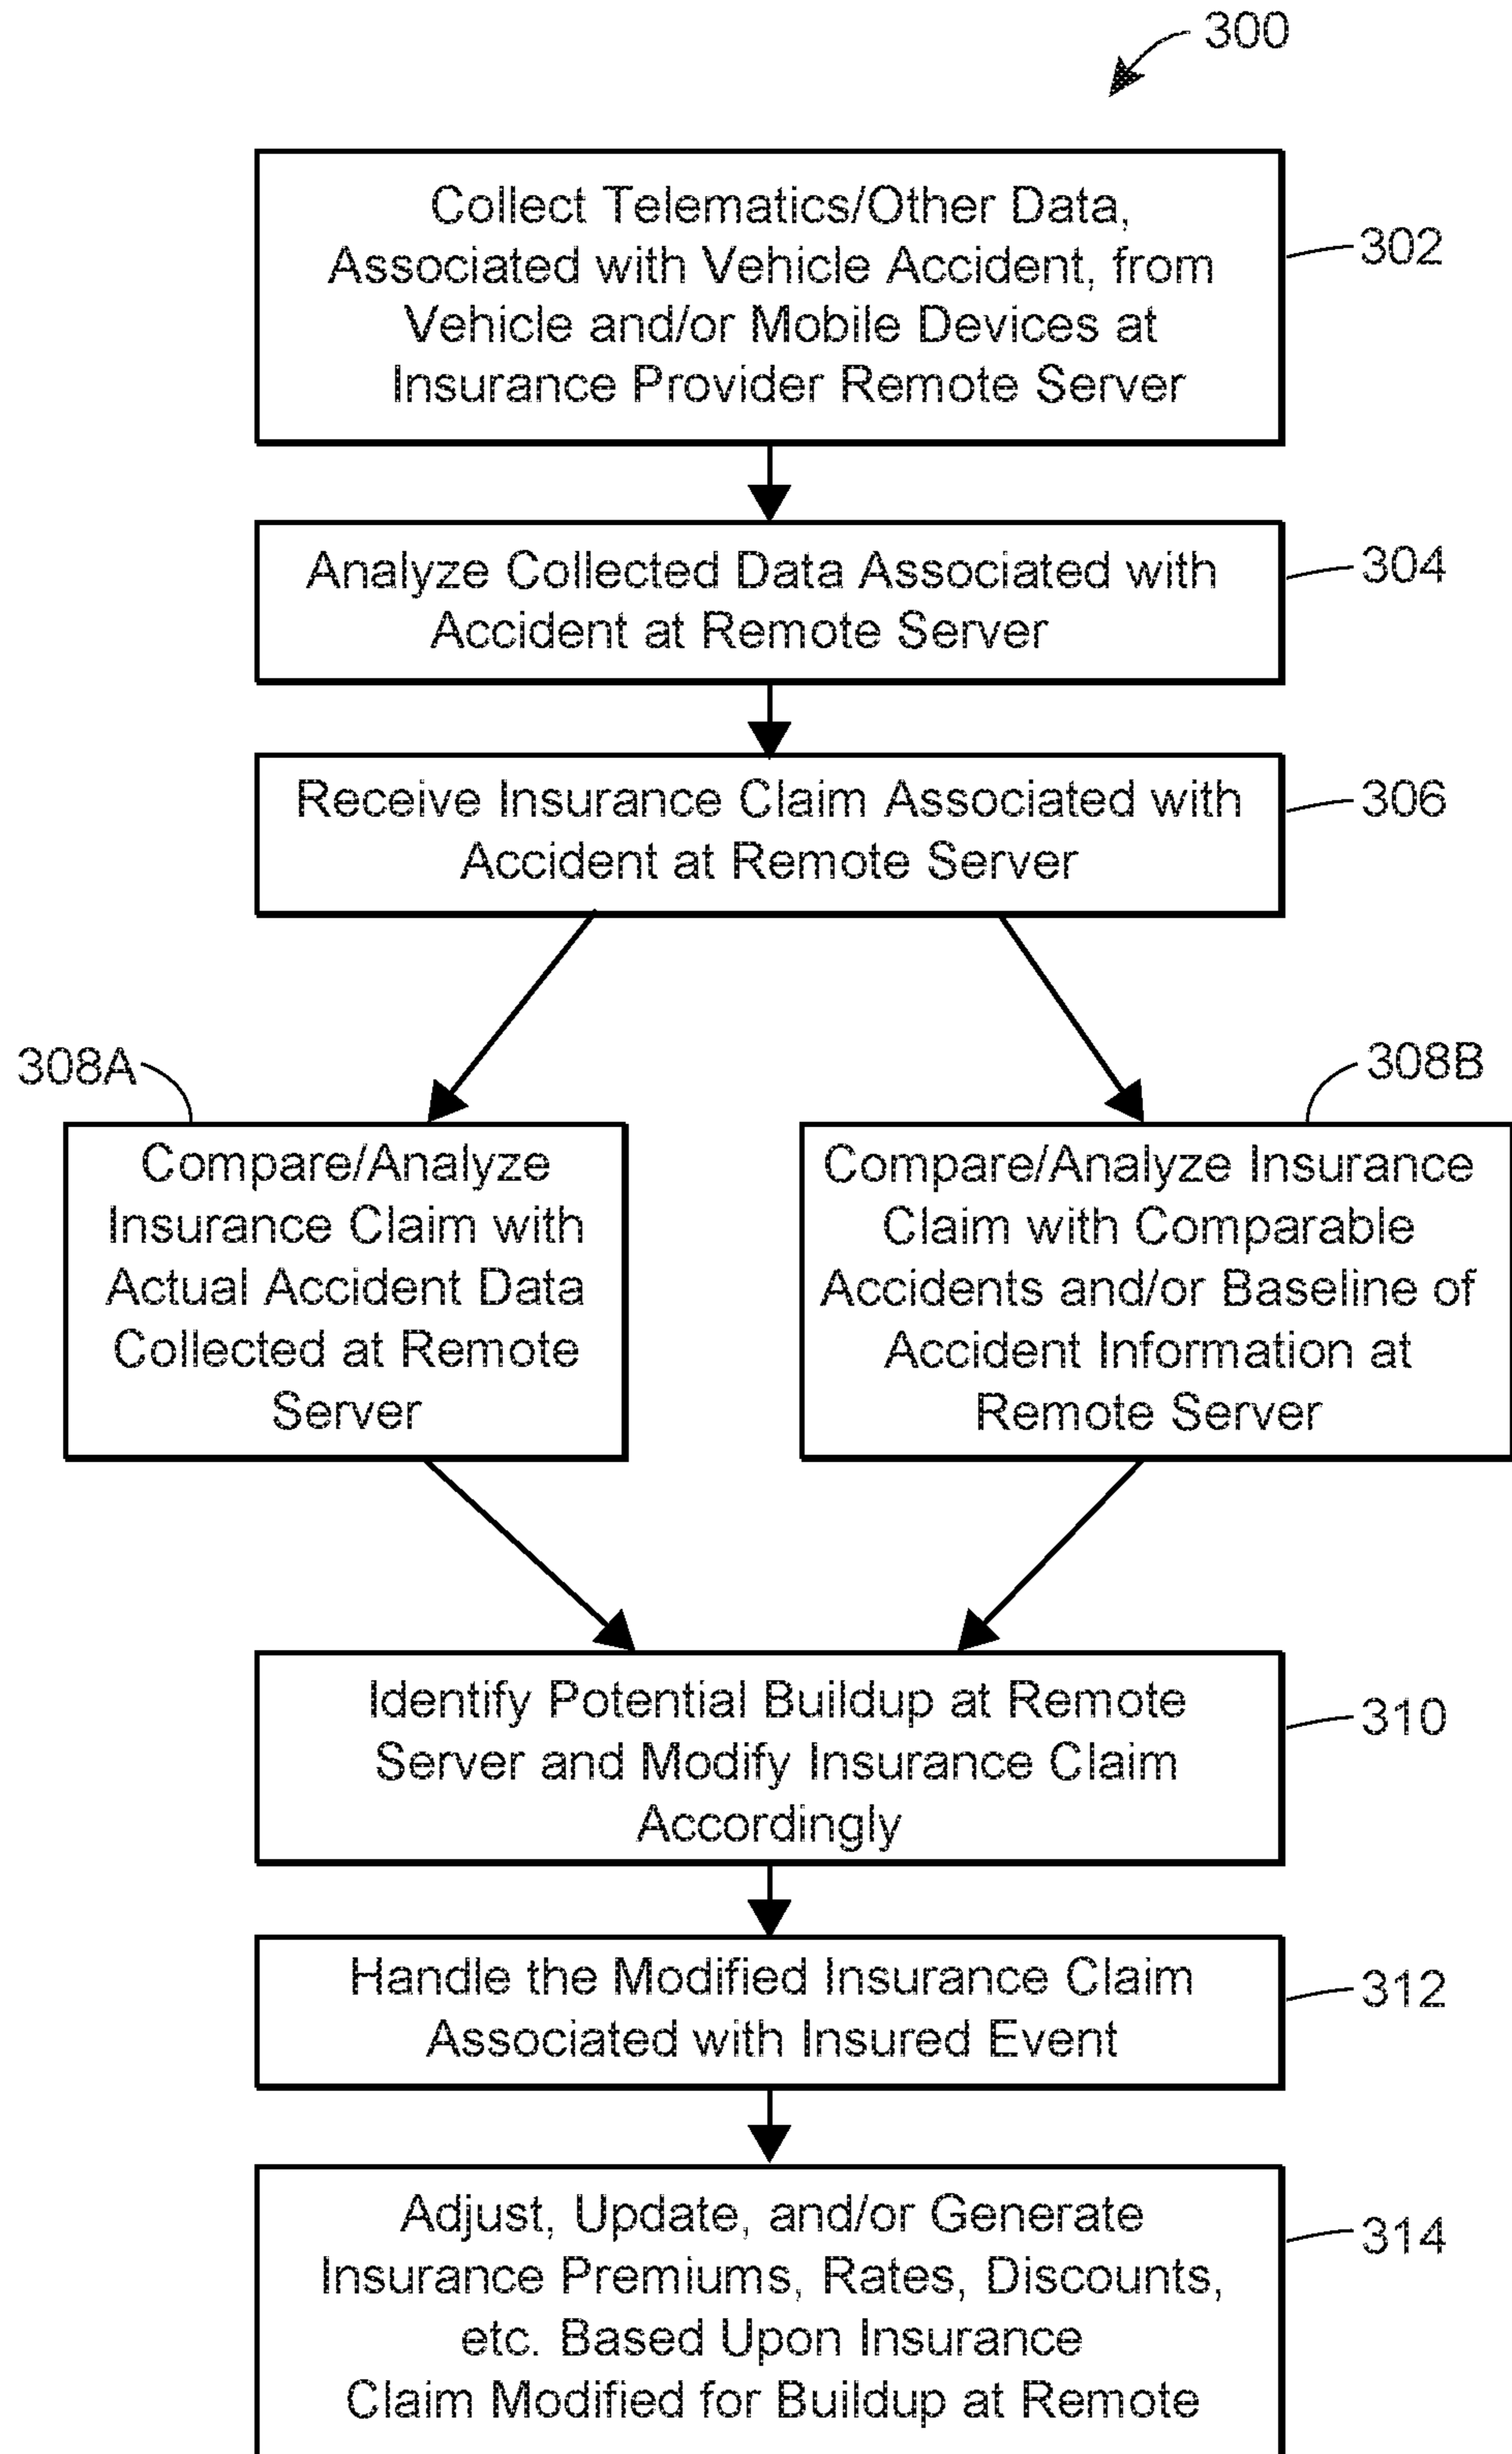 300
Collect Telematics/Other Data,
Associated with Vehicle Accident, from
Vehicle and/or Mobile Devices at
Insurance Provider Remote Server
302
Analyze Collected Data Associated with
Accident at Remote Server
304
Receive Insurance Claim Associated with
Accident at Remote Server
306
308A
Compare/Analyze
Insurance Claim with
Actual Accident Data
Collected at Remote
Server
308B
Compare/Analyze Insurance
Claim with Comparable
Accidents and/or Baseline of
Accident Information at
Remote Server
Identify Potential Buildup at Remote
Server and Modify Insurance Claim
Accordingly
310
Handle the Modified Insurance Claim
Associated with Insured Event
312
Adjust, Update, and/or Generate
Insurance Premiums, Rates, Discounts,
etc. Based Upon Insurance
Claim Modified for Buildup at Remote
314